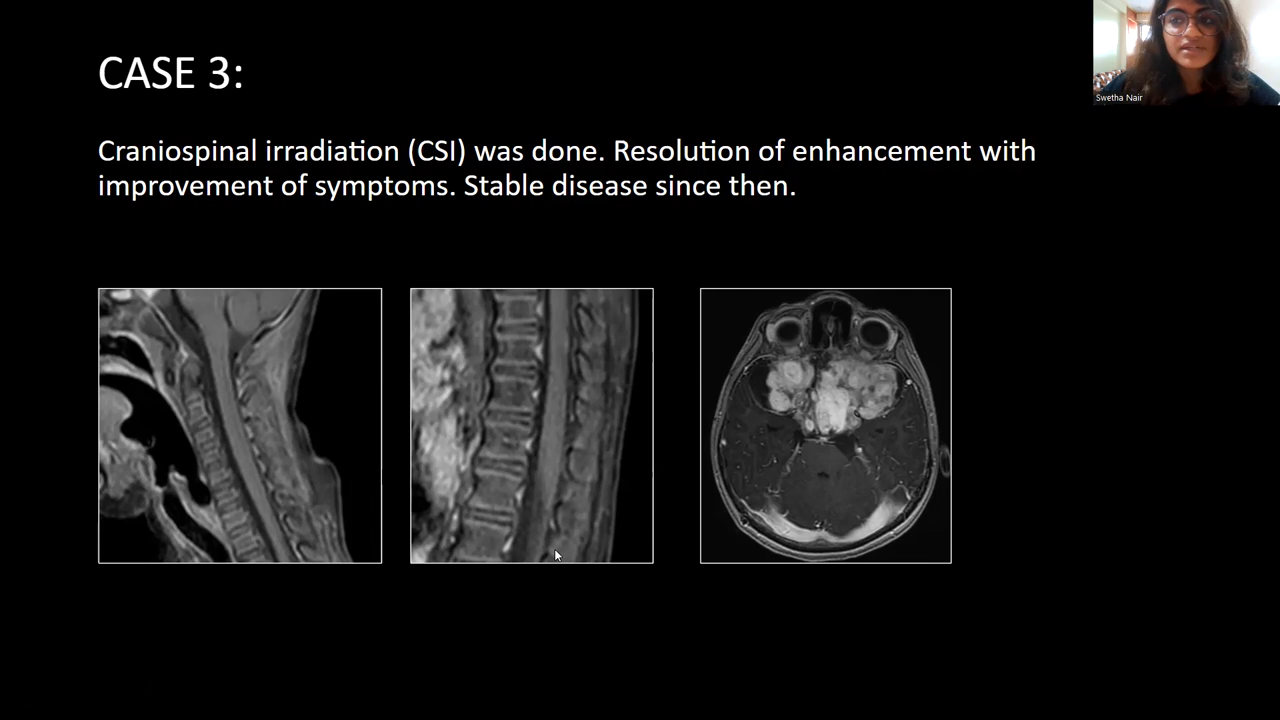 CASE 3:
Craniospinal irradiation (CSI) was done. Resolution of enhancement with
improvement of symptoms. Stable disease since then.
Swetha Nair